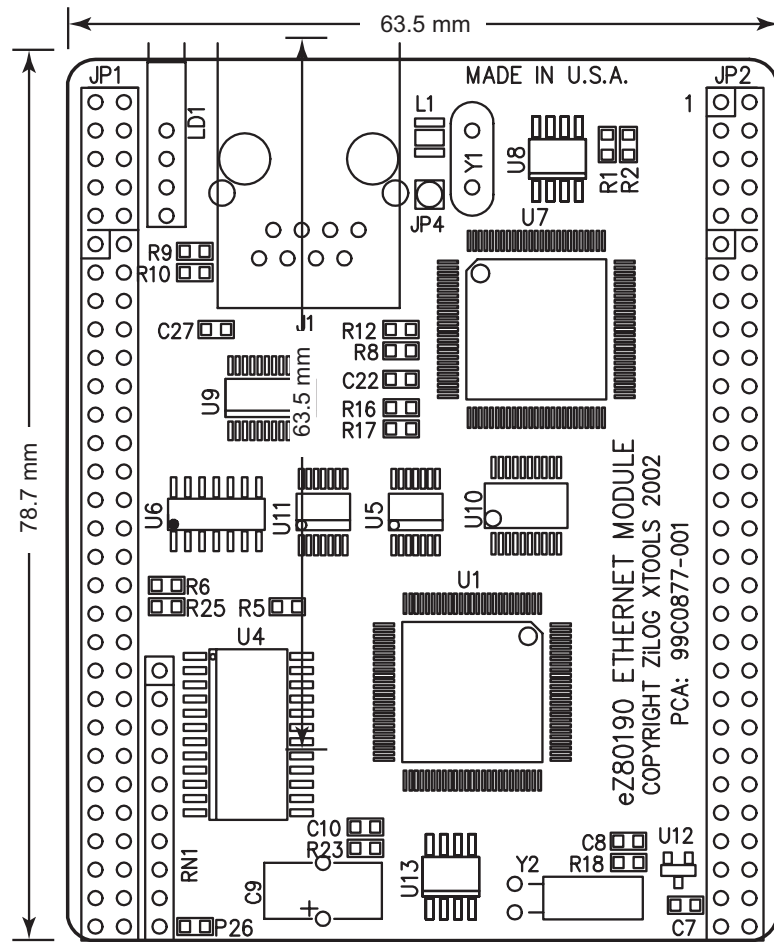 63.5 mm
JP1
MADE IN U.S.A.
JP2
LD1
L1
1
Y1
U8
R1
R2
JP4
U7
R9
R10
C27
J1
R12
R8
U9
63.5 mm
C22
R16
R17
78.7 mm
U6
U11
U5
U10
eZ80190 ETHERNET MODULE
COPYRIGHT ZiLOG XTOOLS 2002
PCA: 99C0877-001
R6
R25
R5
U1
U4
C10
R23
RN1
C9
+
U13
Y2
C8
R18
U12
P26
C7